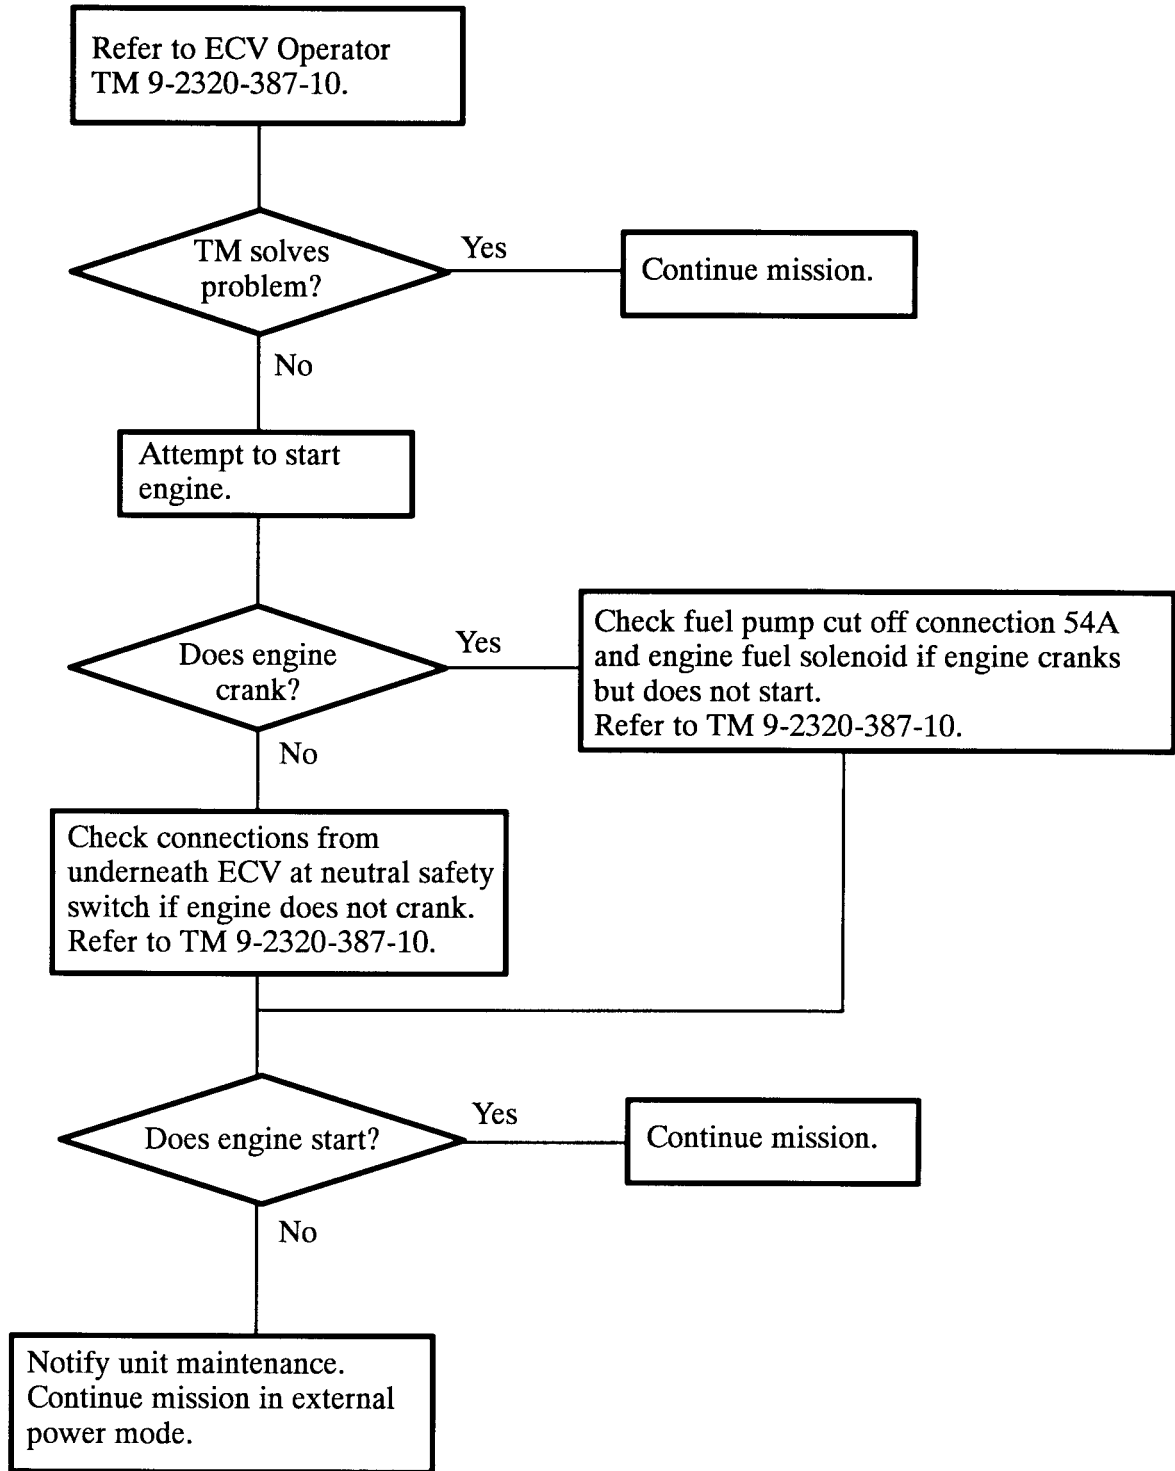 Refer to ECV Operator
TM 9-2320-387-10.
TM solves
problem?
Yes
Continue mission.
No
Attempt to start
engine.
Does engine
crank?
Yes
Check fuel pump cut off connection 54A
and engine fuel solenoid if engine cranks
but does not start.
Refer to TM 9-2320-387-10.
No
Check connections from
underneath ECV at neutral safety
switch if engine does not crank.
Refer to TM 9-2320-387-10.
Does engine start?
Yes
Continue mission.
No
Notify unit maintenance.
Continue mission in external
power mode.